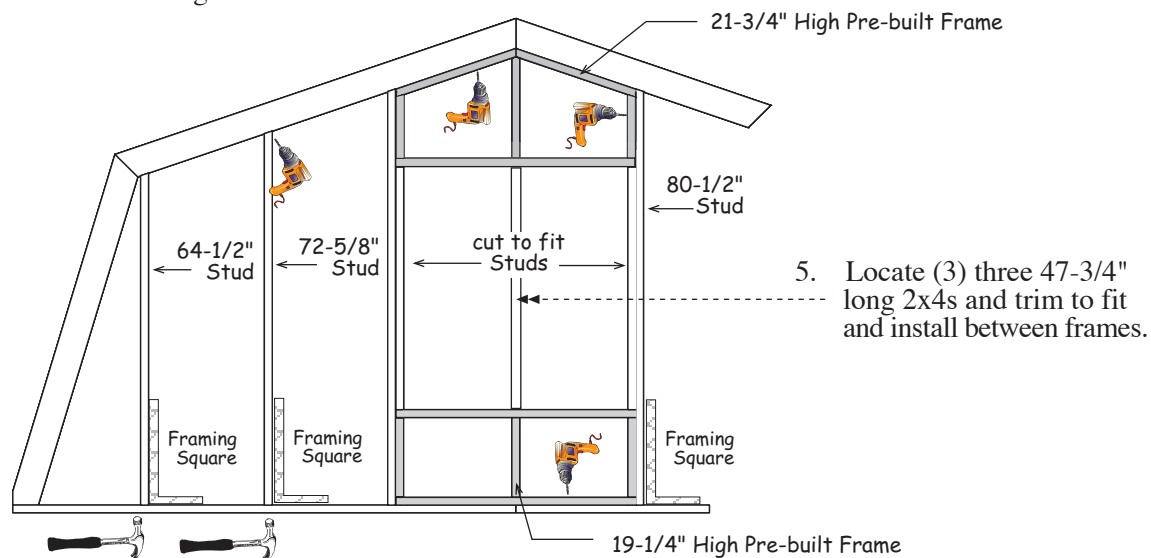 21-3/4" High Pre-built Frame
80-1/2"
Stud
64-1/2"
Stud
72-5/8"
Stud
cut to fit
Studs
5. Locate (3) three 47-3/4"
long 2x4s and trim to fit
and install between frames.
Framing
Square
Framing
Square
Framing
Square
19-1/4" High Pre-built Frame